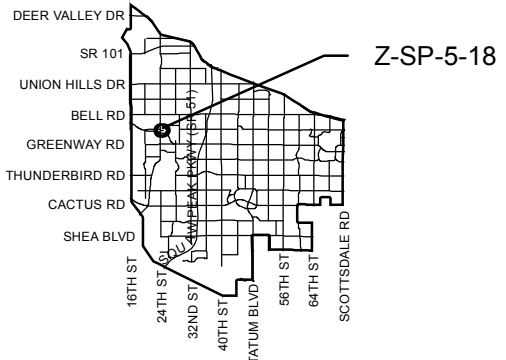 DEER VALLEY DR
SR 101
UNION HILLS DR
BELL RD
GREENWAY RD
THUNDERBIRD RD
CACTUS RD
SHEA BLVD
Z-SP-5-18
SQUAW PEAK PKWY (SR 51)
16TH ST
24TH ST
32ND ST
40TH ST
TATUM BLVD
56TH ST
64TH ST
SCOTTSDALE RD